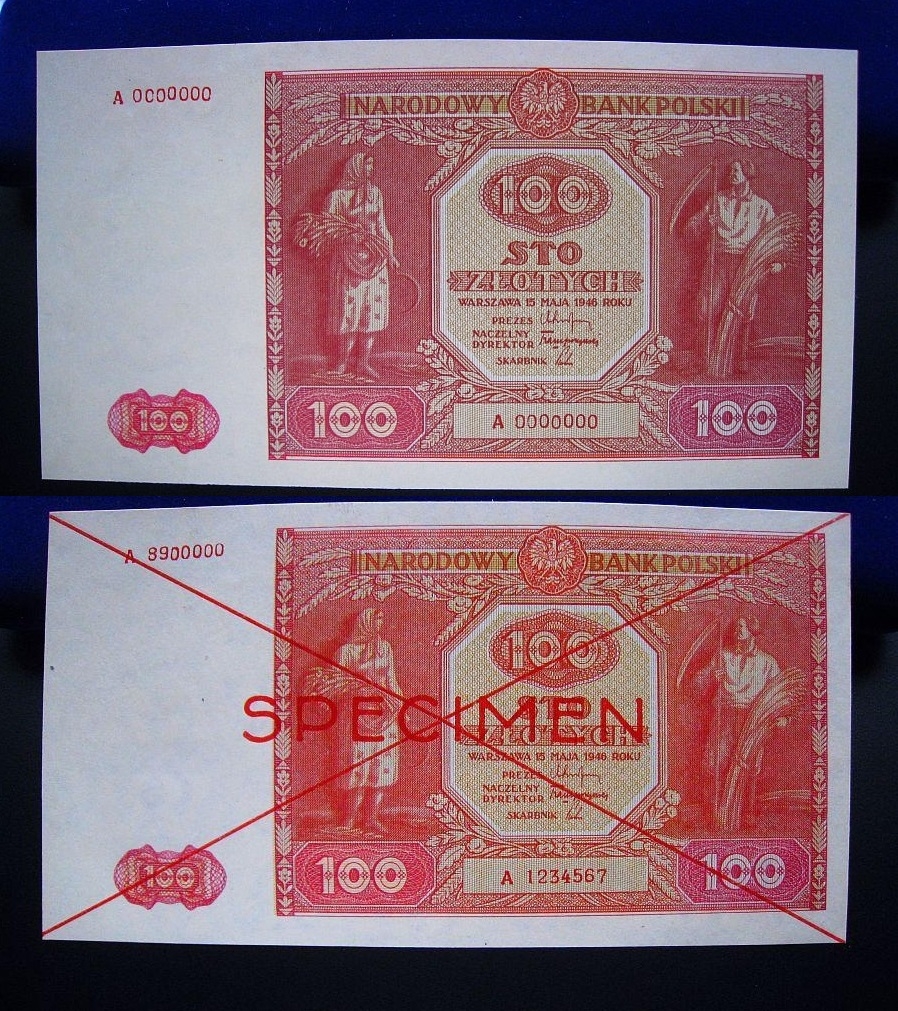 A 0000000
NARODOWY BANK POLSKI
100
STO
ZŁOTYCH
WARSZAWA 15 MAJA 1946 ROKU
PREZES
NACZELNY
DYREKTOR
SKARBNIK
100
100
A 0000000
100
A 8900000
NARODOWY BANK POLSKI
100
SPECIMEN
STO
ZŁOTYCH
WARSZAWA 15 MAJA 1946 ROKU
PREZES
NACZELNY
DYREKTOR
SKARBNIK
100
100
A 1234567
100